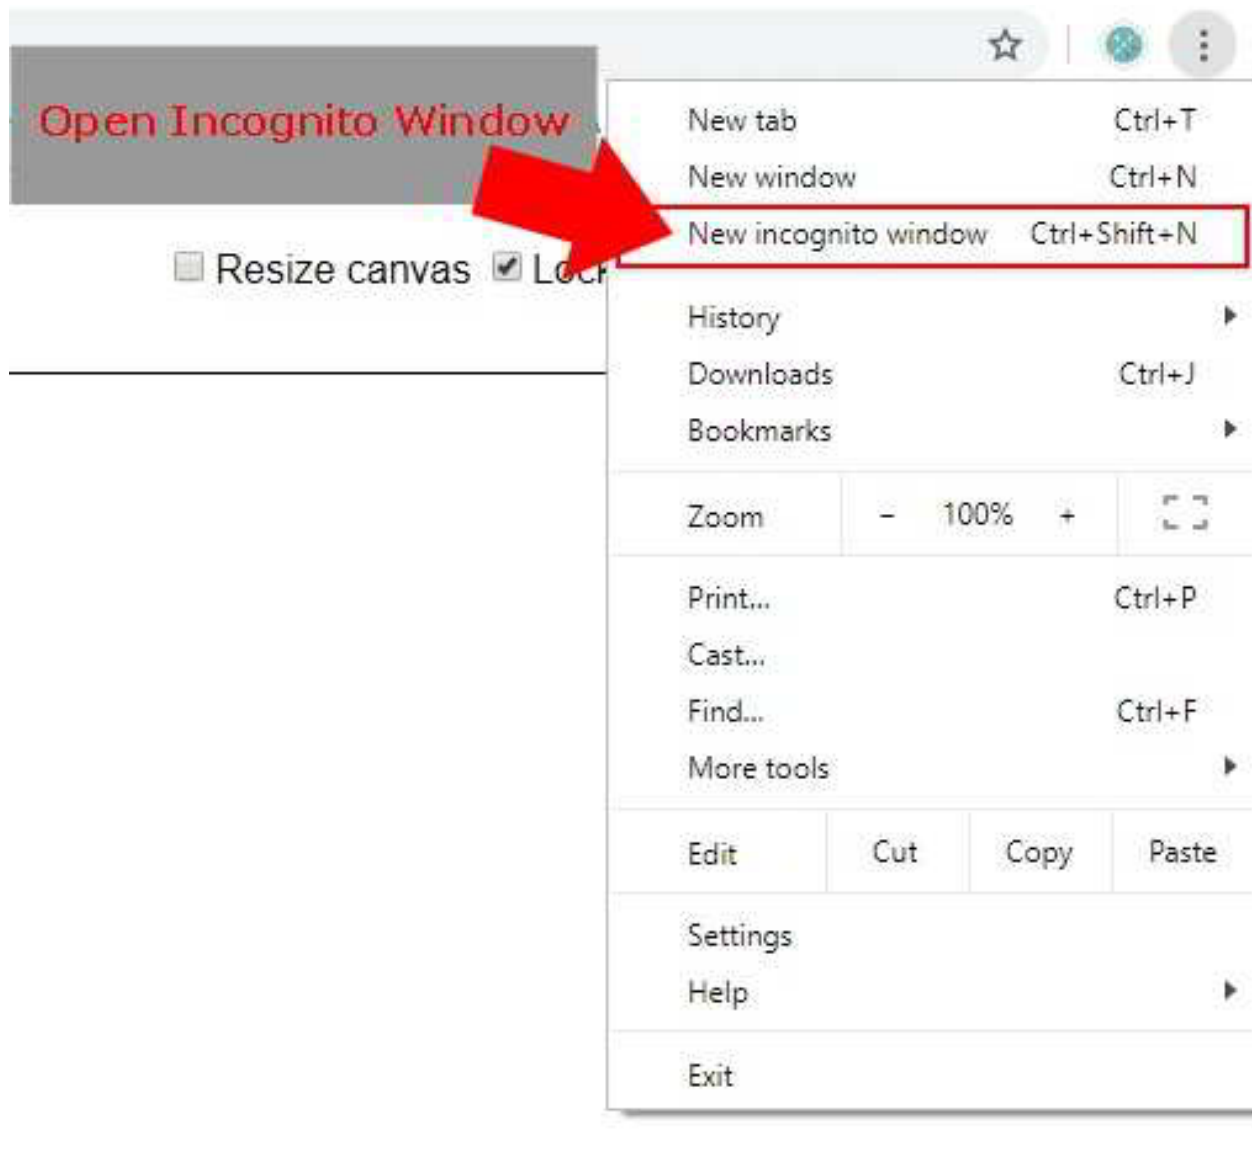 Open Incognito Window
New tab Ctrl+T
New window Ctrl+N
New incognito window Ctrl+Shift+N
Resize canvas
History
Downloads Ctrl+J
Bookmarks
Zoom - 100% +
Print... Ctrl+P
Cast...
Find... Ctrl+F
More tools
Edit Cut Copy Paste
Settings
Help
Exit